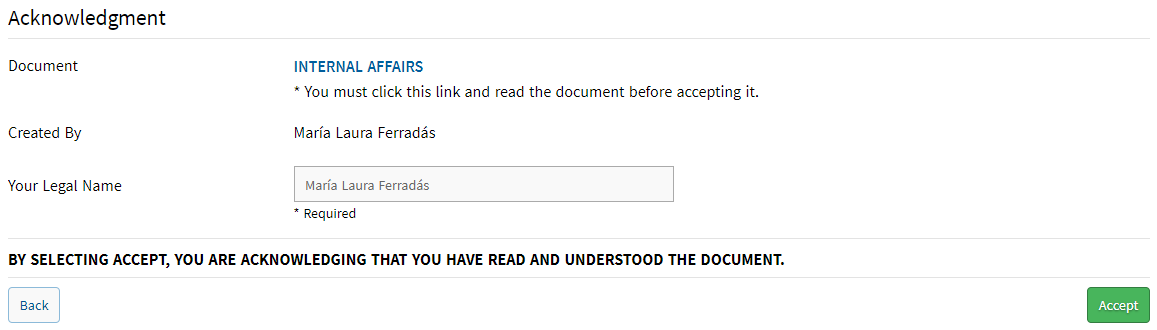 Acknowledgment
Document
INTERNAL AFFAIRS
* You must click this link and read the document before accepting it.
Created By
María Laura Ferradás
Your Legal Name
María Laura Ferradás
* Required
BY SELECTING ACCEPT, YOU ARE ACKNOWLEDGING THAT YOU HAVE READ AND UNDERSTOOD THE DOCUMENT.
Back
Accept